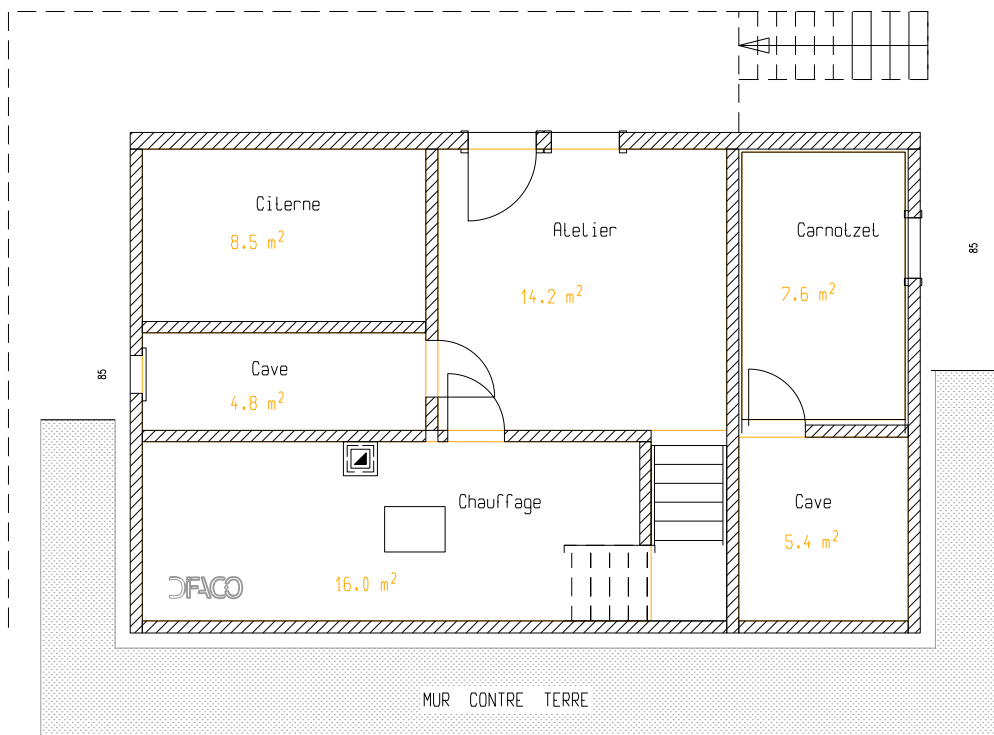 Citerne
8.5 m²
Atelier
14.2 m²
Carnotzet
7.6 m²
85
85
Cave
4.8 m²
Chauffage
16.0 m²
Cave
5.4 m²
DFACO
MUR CONTRE TERRE